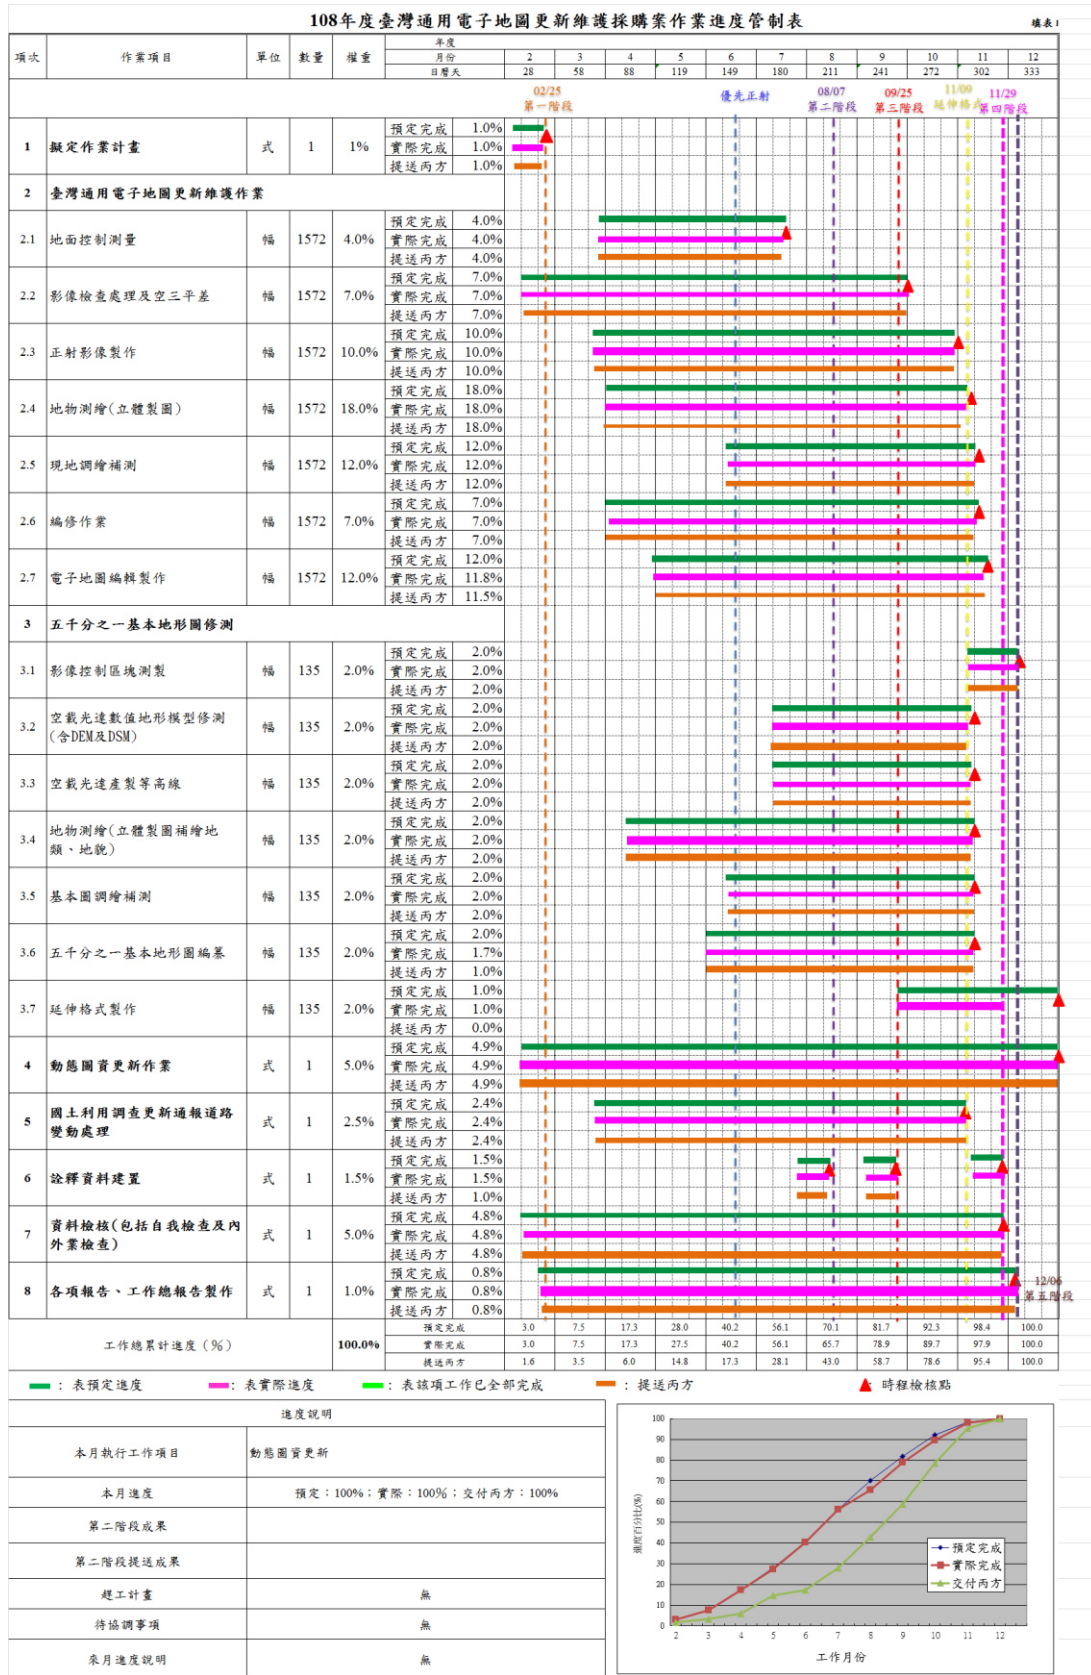 108年度臺灣通用電子地圖更新維護採購案作業進度管制表
填表
項次 作業項目 單位 數量 權重 年度
月份 2 3 4 5 6 7 8 9 10 11 12
日曆天 28 58 88 119 149 180 211 241 272 302 333
02/25 第一階段
優先正射
08/07 第二階段
09/25 第三階段
11/09 延伸格式
11/29 第四階段
1 擬定作業計畫 式 1 1%
預定完成 1.0%
實際完成 1.0%
提送丙方 1.0%
2 臺灣通用電子地圖更新維護作業
2.1 地面控制測量 幅 1572 4.0%
預定完成 4.0%
實際完成 4.0%
提送丙方 4.0%
2.2 影像檢查處理及空三平差 幅 1572 7.0%
預定完成 7.0%
實際完成 7.0%
提送丙方 7.0%
2.3 正射影像製作 幅 1572 10.0%
預定完成 10.0%
實際完成 10.0%
提送丙方 10.0%
2.4 地物測繪(立體製圖) 幅 1572 18.0%
預定完成 18.0%
實際完成 18.0%
提送丙方 18.0%
2.5 現地調繪補測 幅 1572 12.0%
預定完成 12.0%
實際完成 12.0%
提送丙方 12.0%
2.6 編修作業 幅 1572 7.0%
預定完成 7.0%
實際完成 7.0%
提送丙方 7.0%
2.7 電子地圖編輯製作 幅 1572 12.0%
預定完成 12.0%
實際完成 11.8%
提送丙方 11.5%
3 五千分之一基本地形圖修測
3.1 影像控制區塊測製 幅 135 2.0%
預定完成 2.0%
實際完成 2.0%
提送丙方 2.0%
3.2 空載光達數值地形模型修測
(含DEM及DSM) 幅 135 2.0%
預定完成 2.0%
實際完成 2.0%
提送丙方 2.0%
3.3 空載光達產製等高線 幅 135 2.0%
預定完成 2.0%
實際完成 2.0%
提送丙方 2.0%
3.4 地物測繪(立體製圖補繪地
類、地貌) 幅 135 2.0%
預定完成 2.0%
實際完成 2.0%
提送丙方 2.0%
3.5 基本圖調繪補測 幅 135 2.0%
預定完成 2.0%
實際完成 2.0%
提送丙方 2.0%
3.6 五千分之一基本地形圖編纂 幅 135 2.0%
預定完成 2.0%
實際完成 1.7%
提送丙方 1.0%
3.7 延伸格式製作 幅 135 2.0%
預定完成 1.0%
實際完成 1.0%
提送丙方 0.0%
4 動態圖資更新作業 式 1 5.0%
預定完成 4.9%
實際完成 4.9%
提送丙方 4.9%
5 國土利用調查更新通報道路
變動處理 式 1 2.5%
預定完成 2.4%
實際完成 2.4%
提送丙方 2.4%
6 詮釋資料建置 式 1 1.5%
預定完成 1.5%
實際完成 1.5%
提送丙方 1.0%
7 資料檢核(包括自我檢查及內
外業檢查) 式 1 5.0%
預定完成 4.8%
實際完成 4.8%
提送丙方 4.8%
8 各項報告、工作總報告製作 式 1 1.0%
預定完成 0.8%
實際完成 0.8%
提送丙方 0.8%
12/06
第五階段
工作總累計進度（%） 100.0%
預定完成 3.0 7.5 17.3 28.0 40.2 56.1 70.1 81.7 92.3 98.4 100.0
實際完成 3.0 7.5 17.3 27.5 40.2 56.1 65.7 78.9 89.7 97.9 100.0
提送丙方 1.6 3.5 6.0 14.8 17.3 28.1 43.0 58.7 78.6 95.4 100.0
：表預定進度 ：表實際進度 ：表該項工作已全部完成 ：提送丙方 ：時程檢核點
進度說明
本月執行工作項目 動態圖資更新
本月進度 預定：100%；實際：100%；交付丙方：100%
第二階段成果
第二階段提送成果
趕工計畫 無
待協調事項 無
來月進度說明 無
進度百分比(%)
100
90
80
70
60
50
40
30
20
10
0
2 3 4 5 6 7 8 9 10 11 12
工作月份
預定完成
實際完成
交付丙方